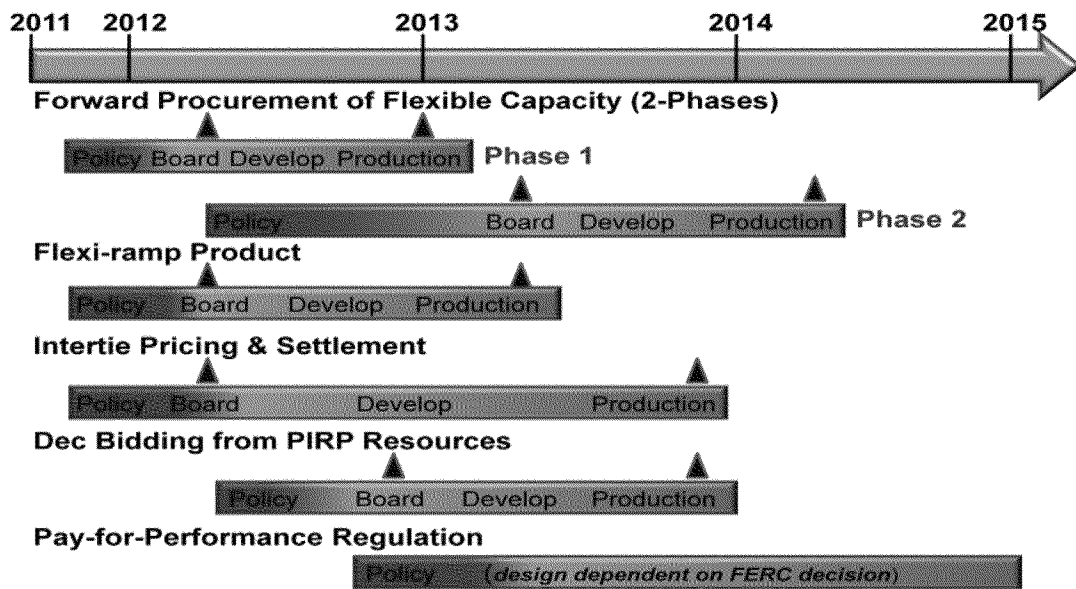 2011 2012 2013 2014 2015
Forward Procurement of Flexible Capacity (2-Phases)
Policy Board Develop Production Phase 1
Policy Board Develop Production Phase 2
Flexi-ramp Product
Policy Board Develop Production
Intertie Pricing & Settlement
Policy Board Develop Production
Dec Bidding from PIRP Resources
Policy Board Develop Production
Pay-for-Performance Regulation
Policy (design dependent on FERC decision)